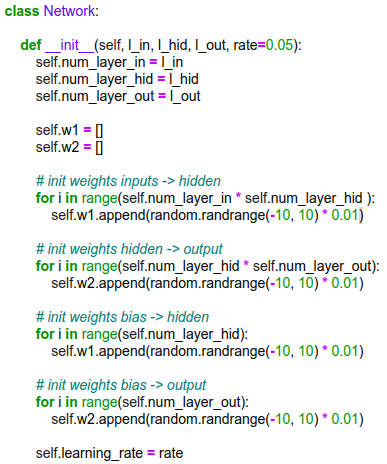 class Network:
def __init__(self, l_in, l_hid, l_out, rate=0.05):
self.num_layer_in = l_in
self.num_layer_hid = l_hid
self.num_layer_out = l_out
self.w1 = []
self.w2 = []
# init weights inputs -> hidden
for i in range(self.num_layer_in * self.num_layer_hid ):
self.w1.append(random.randrange(-10, 10) * 0.01)
# init weights hidden -> output
for i in range(self.num_layer_hid * self.num_layer_out):
self.w2.append(random.randrange(-10, 10) * 0.01)
# init weights bias -> hidden
for i in range(self.num_layer_hid):
self.w1.append(random.randrange(-10, 10) * 0.01)
# init weights bias -> output
for i in range(self.num_layer_out):
self.w2.append(random.randrange(-10, 10) * 0.01)
self.learning_rate = rate